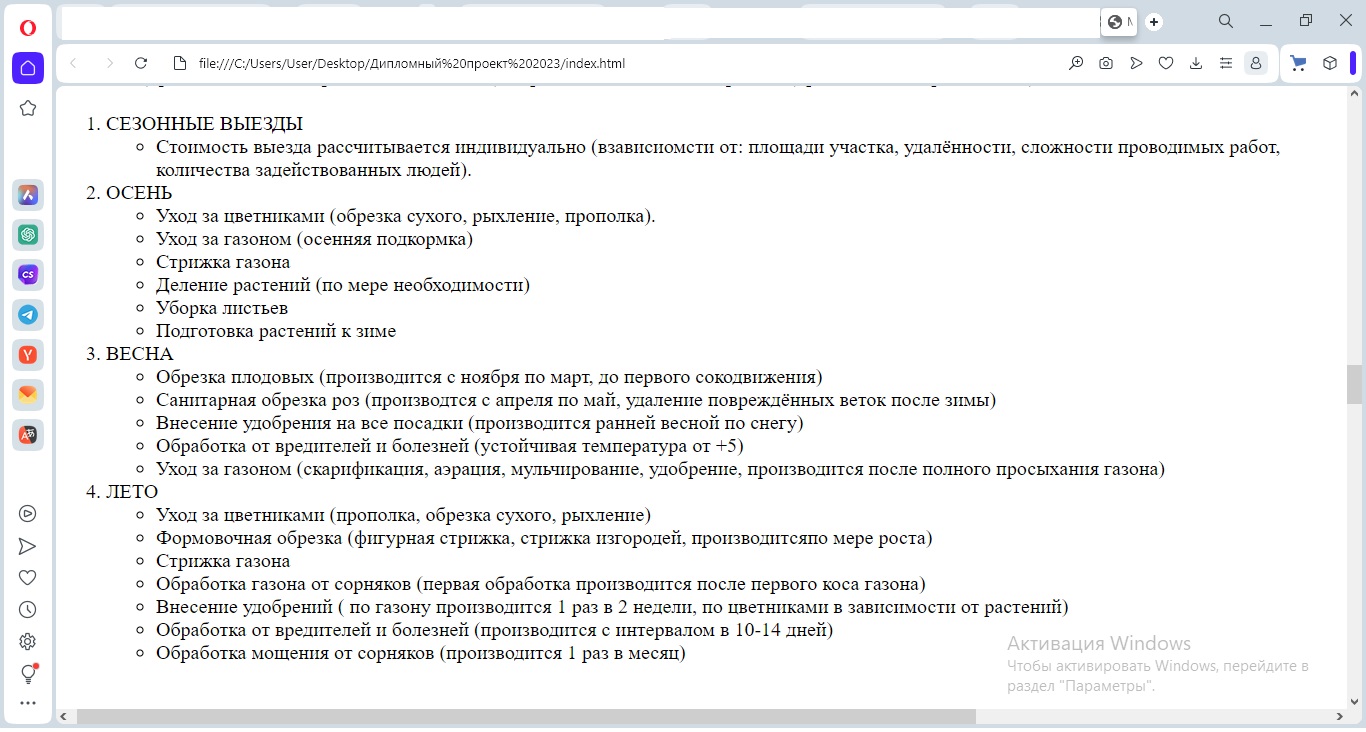 file:///C:/Users/User/Desktop/Дипломный%20проект%202023/index.html
1. СЕЗОННЫЕ ВЫЕЗДЫ
Стоимость выезда рассчитывается индивидуально (взависиомсти от: площади участка, удалённости, сложности проводимых работ,
количества задействованных людей).
2. ОСЕНЬ
Уход за цветниками (обрезка сухого, рыхление, прополка).
Уход за газоном (осенняя подкормка)
Стрижка газона
Деление растений (по мере необходимости)
Уборка листьев
Подготовка растений к зиме
3. ВЕСНА
Обрезка плодовых (производится с ноября по март, до первого сокодвижения)
Санитарная обрезка роз (производтся с апреля по май, удаление повреждённых веток после зимы)
Внесение удобрения на все посадки (производится ранней весной по снегу)
Обработка от вредителей и болезней (устойчивая температура от +5)
Уход за газоном (скарификация, аэрация, мульчирование, удобрение, производится после полного просыхания газона)
4. ЛЕТО
Уход за цветниками (прополка, обрезка сухого, рыхление)
Формовочная обрезка (фигурная стрижка, стрижка изгородей, производитсяпо мере роста)
Стрижка газона
Обработка газона от сорняков (первая обработка производится после первого коса газона)
Внесение удобрений ( по газону производится 1 раз в 2 недели, по цветниками в зависимости от растений)
Обработка от вредителей и болезней (производится с интервалом в 10-14 дней)
Обработка мощения от сорняков (производится 1 раз в месяц)
Активация Windows
Чтобы активировать Windows, перейдите в
раздел "Параметры".